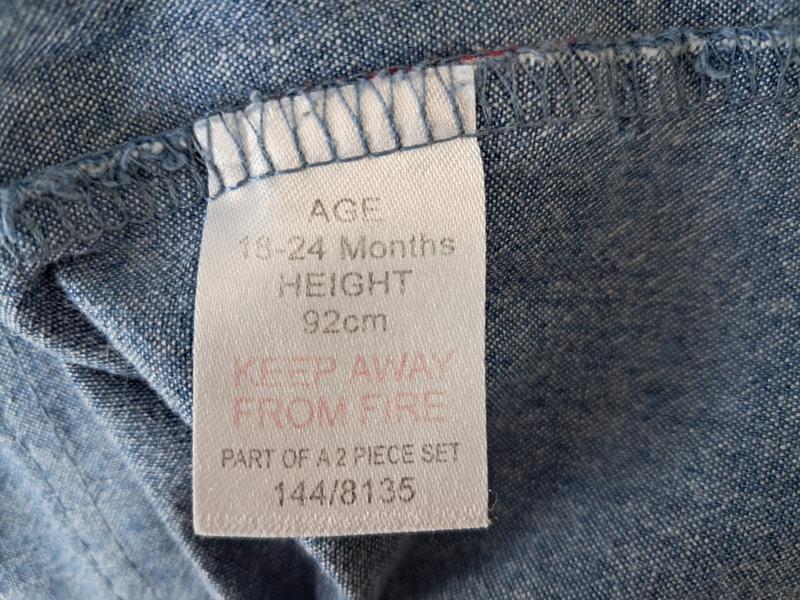 AGE
18-24 Months
HEIGHT
92cm
KEEP AWAY
FROM FIRE
PART OF A 2 PIECE SET
144/8135